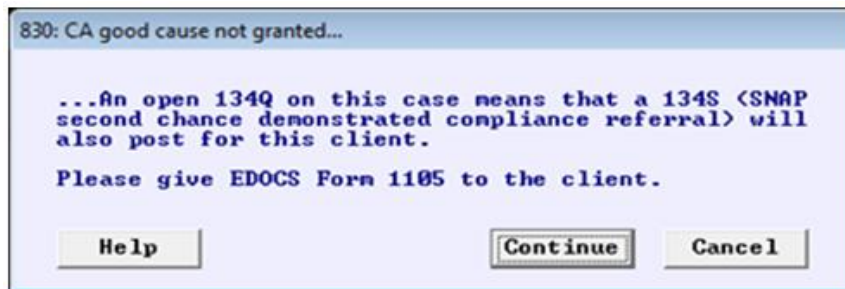 830: CA good cause not granted...
...An open 134Q on this case means that a 134S (SNAP
second chance demonstrated compliance referral) will
also post for this client.
Please give EDOCS Form 1105 to the client.
Help
Continue
Cancel